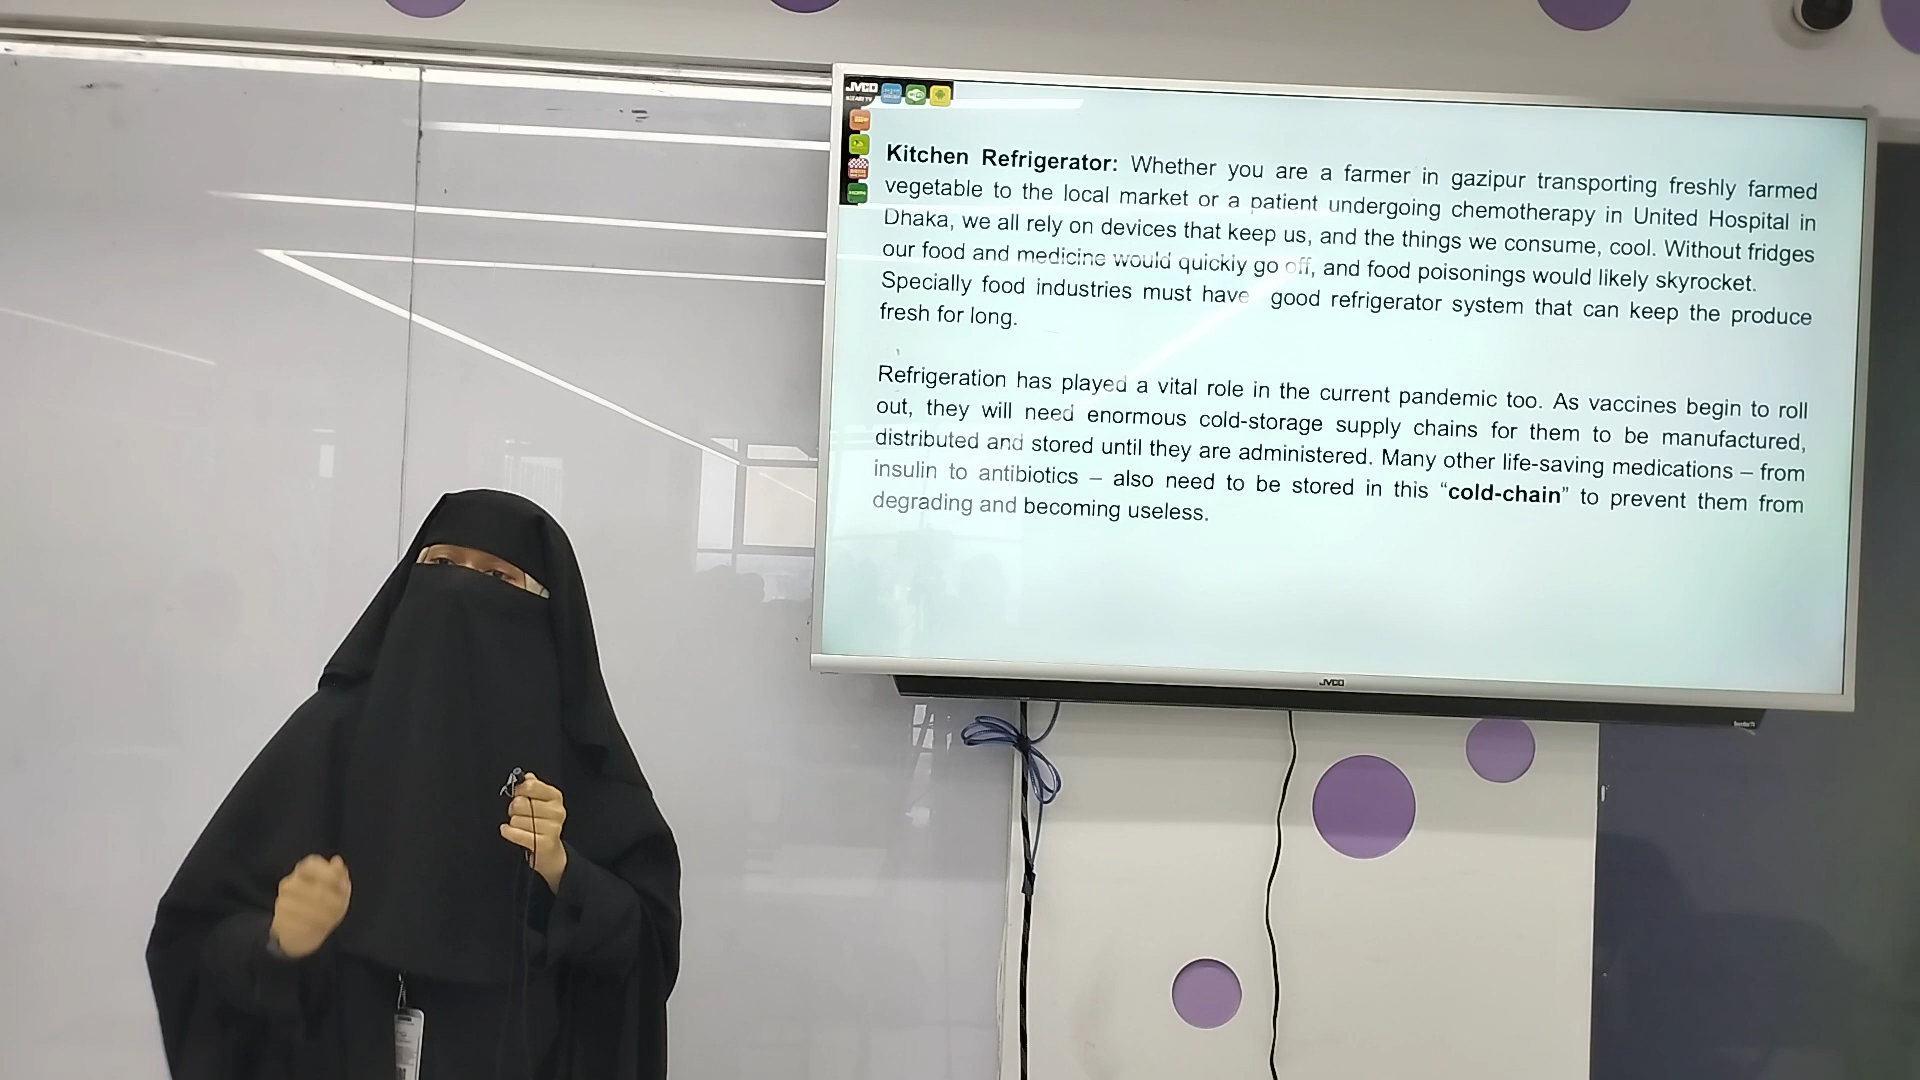 JVCO
Kitchen Refrigerator: Whether you are a farmer in gazipur transporting freshly farmed
vegetable to the local market or a patient undergoing chemotherapy in United Hospital in
Dhaka, we all rely on devices that keep us, and the things we consume, cool. Without fridges
our food and medicine would quickly go off, and food poisonings would likely skyrocket.
Specially food industries must have good refrigerator system that can keep the produce
fresh for long.
Refrigeration has played a vital role in the current pandemic too. As vaccines begin to roll
out, they will need enormous cold-storage supply chains for them to be manufactured,
distributed and stored until they are administered. Many other life-saving medications – from
insulin to antibiotics – also need to be stored in this “cold-chain” to prevent them from
degrading and becoming useless.
JVCO